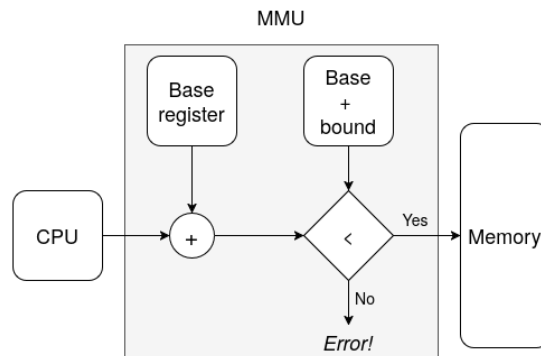 MMU
Base
register
Base
+
bound
CPU
+
<
Yes
Memory
No
Error!